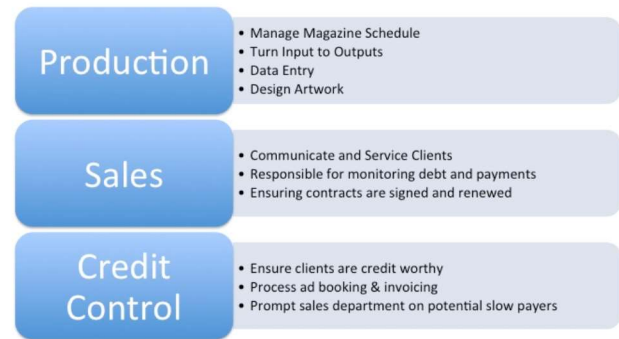 Production
• Manage Magazine Schedule
• Turn Input to Outputs
• Data Entry
• Design Artwork
Sales
• Communicate and Service Clients
• Responsible for monitoring debt and payments
• Ensuring contracts are signed and renewed
Credit
Control
• Ensure clients are credit worthy
• Process ad booking & invoicing
• Prompt sales department on potential slow payers